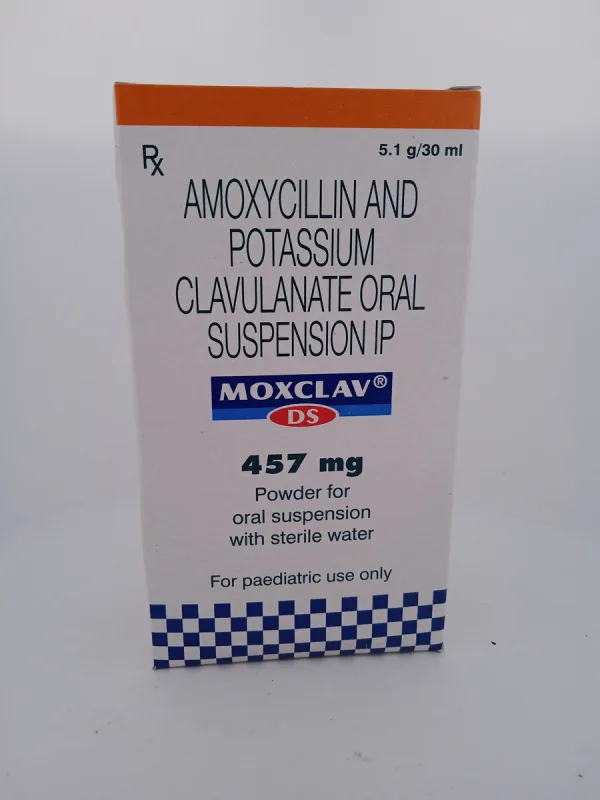 Rx
5.1 g/30 ml
AMOXYCILLIN AND
POTASSIUM
CLAVULANATE ORAL
SUSPENSION IP
MOXCLAV®
DS
457 mg
Powder for
oral suspension
with sterile water
For paediatric use only